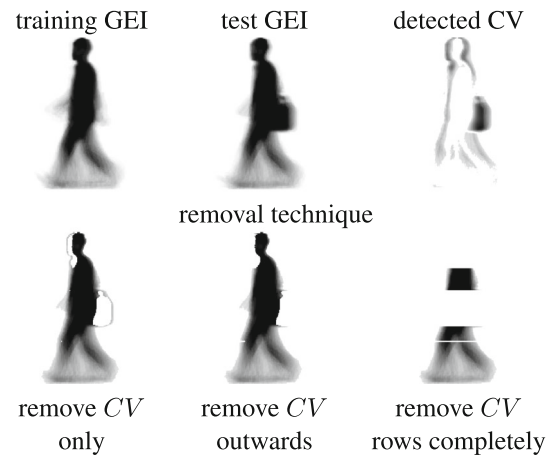 training GEI test GEI detected CV
removal technique
remove CV remove CV remove CV
only outwards rows completely